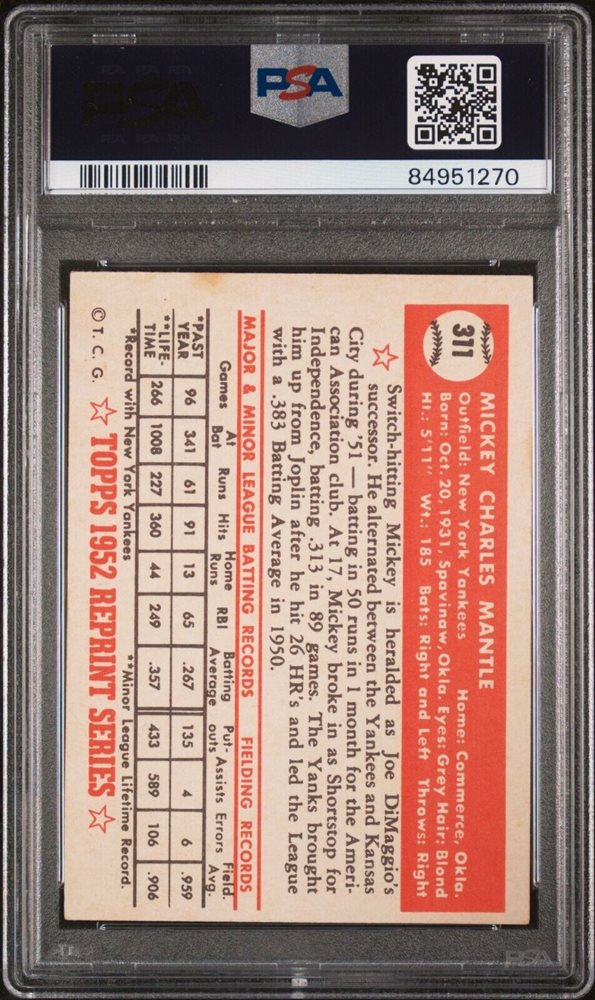 PSA
84951270
311
MICKEY CHARLES MANTLE
Outfield: New York Yankees Home: Commerce, Okla.
Born: Oct. 20, 1931, Spavinaw, Okla. Eyes: Grey Hair: Blond
Ht.: 5'11" Wt.: 185 Bats: Right and Left Throws: Right
Switch-hitting Mickey is heralded as Joe DiMaggio's
successor. He alternated between the Yankees and Kansas
City during '51 — batting in 50 runs in 1 month for the Ameri-
can Association club. At 17, Mickey broke in as Shortstop for
Independence, batting .313 in 89 games. The Yanks brought
him up from Joplin after he hit 26 HR's and led the League
with a .383 Batting Average in 1950.
MAJOR & MINOR LEAGUE BATTING RECORDS FIELDING RECORDS
Games At Bat Runs Hits Home Runs RBI Batting Average Put-outs Assists Errors Field. Avg.
*PAST YEAR 96 341 61 91 13 65 .267 135 4 6 .959
**LIFE-TIME 266 1008 227 360 44 249 .357 433 589 106 .906
*Record with New York Yankees **Minor League Lifetime Record.
© T. C. G. TOPPS 1952 REPRINT SERIES
PSA